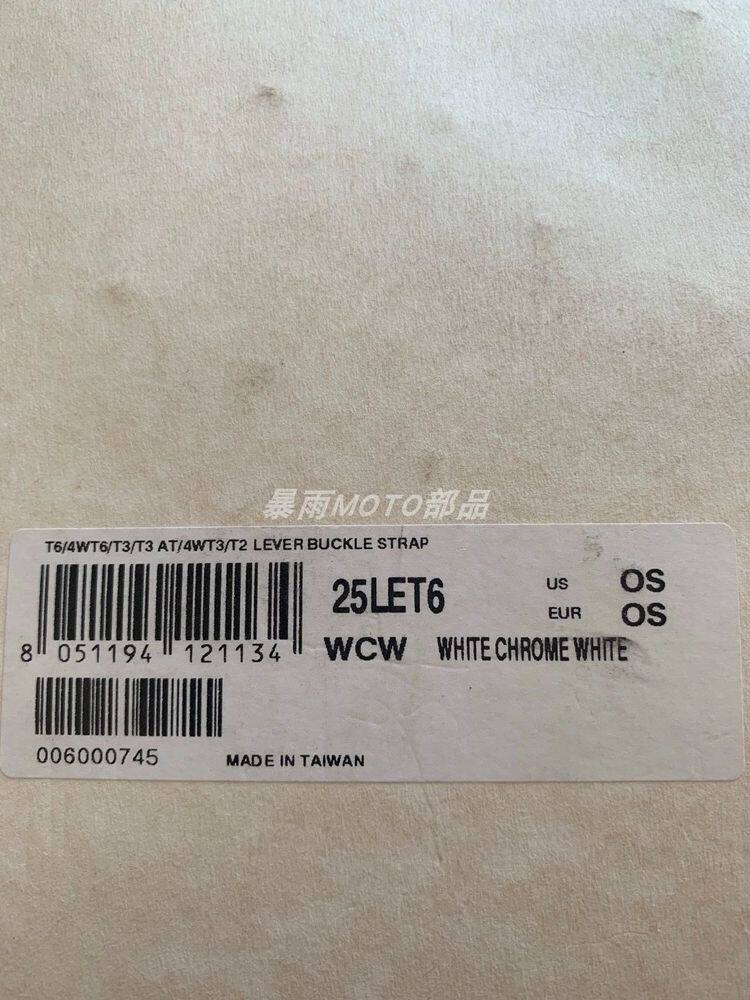 暴雨MOTO部品
T6/4WT6/T3/T3 AT/4WT3/T2 LEVER BUCKLE STRAP
25LET6
US OS
EUR OS
8 051194 121134
WCW WHITE CHROME WHITE
006000745
MADE IN TAIWAN